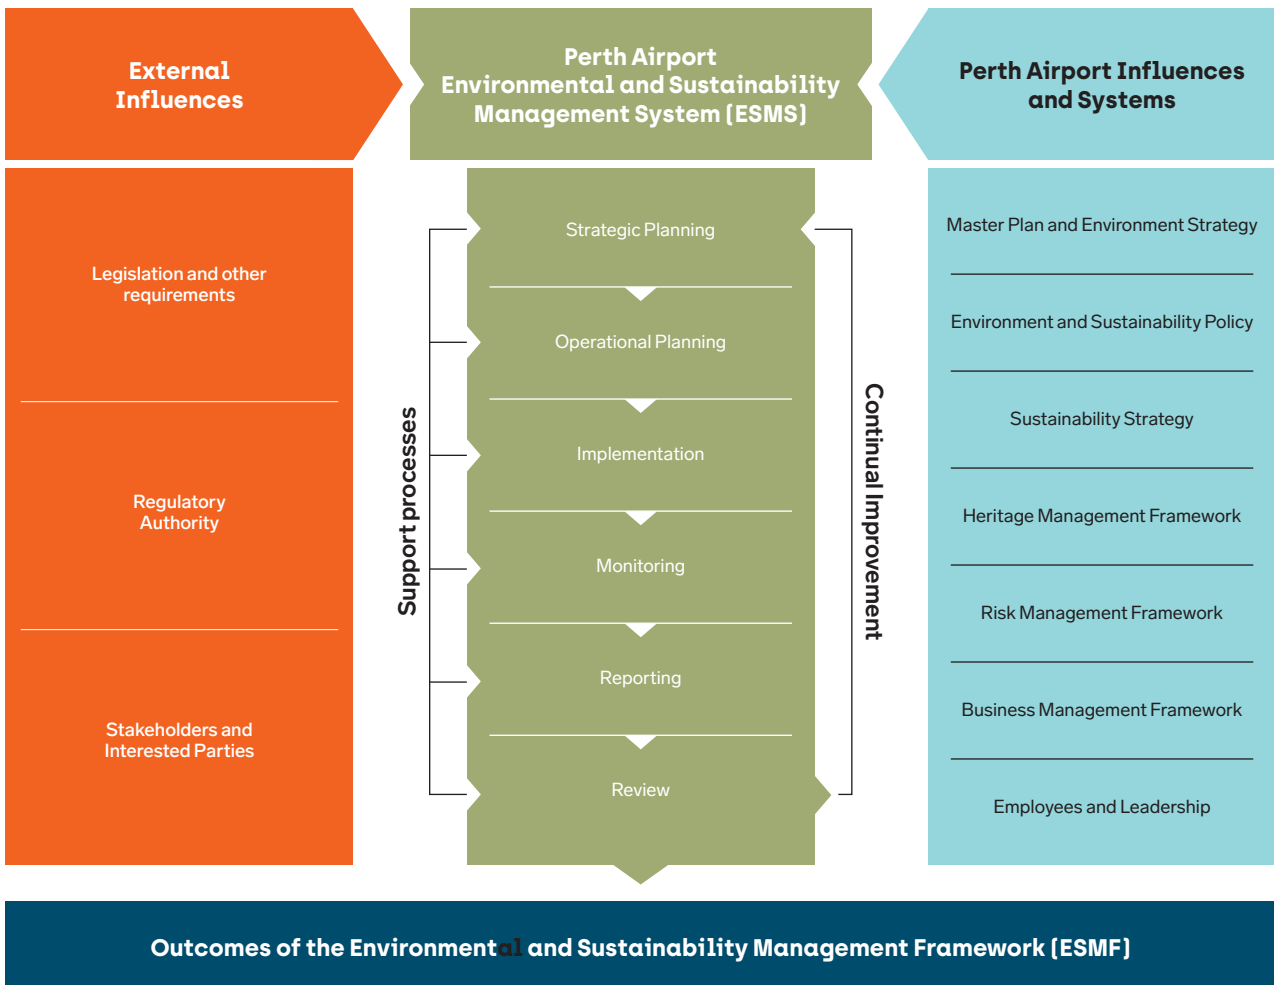 External
Influences
Perth Airport
Environmental and Sustainability
Management System (ESMS)
Perth Airport Influences
and Systems
Legislation and other
requirements
Regulatory
Authority
Stakeholders and
Interested Parties
Support processes
Strategic Planning
Operational Planning
Implementation
Monitoring
Reporting
Review
Continual Improvement
Master Plan and Environment Strategy
Environment and Sustainability Policy
Sustainability Strategy
Heritage Management Framework
Risk Management Framework
Business Management Framework
Employees and Leadership
Outcomes of the Environmental and Sustainability Management Framework (ESMF)